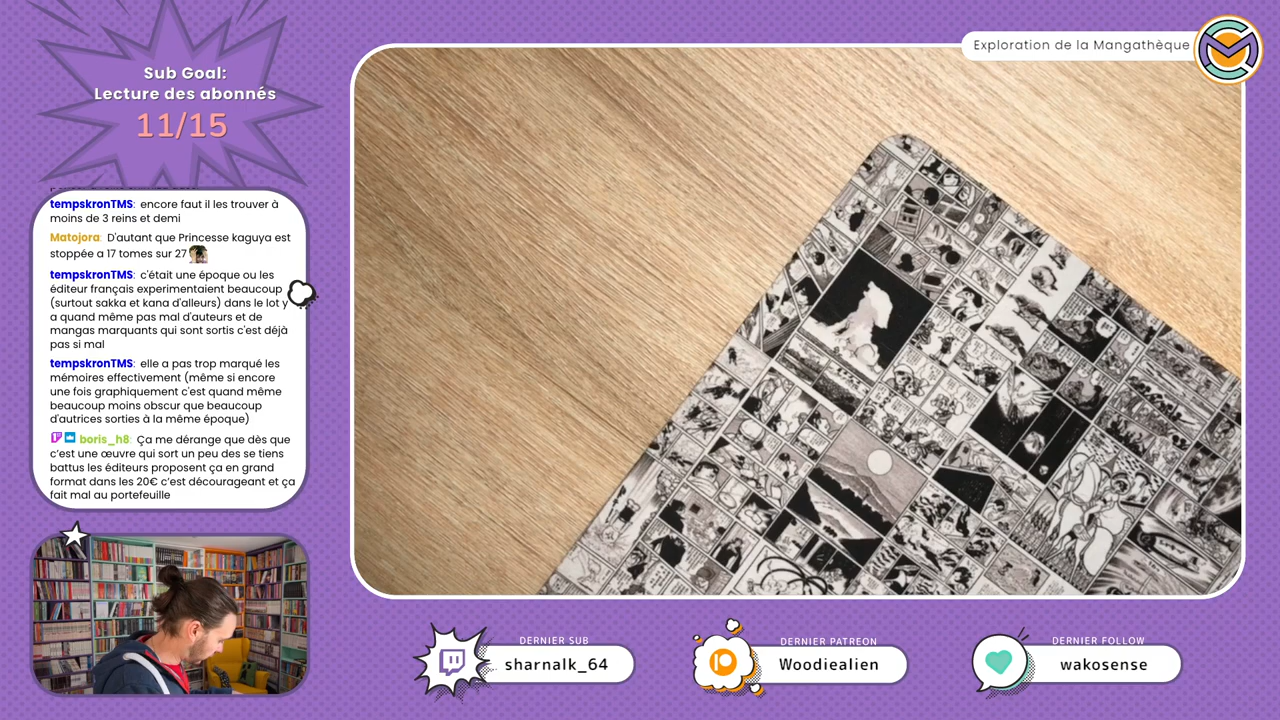 Sub Goal:
Lecture des abonnés
11/15
tempskronTMS: encore faut il les trouver à
moins de 3 reins et demi
Matojora: D'autant que Princesse kaguya est
stoppée a 17 tomes sur 27
tempskronTMS: c'était une époque ou les
éditeur français experimentaient beaucoup
(surtout sakka et kana d'alleurs) dans le lot y
a quand même pas mal d'auteurs et de
mangas marquants qui sont sortis c'est déjà
pas si mal
tempskronTMS: elle a pas trop marqué les
mémoires effectivement (même si encore
une fois graphiquement c'est quand même
beaucoup moins obscur que beaucoup
d'autrices sorties à la même époque)
boris_h8: Ça me dérange que dès que
c'est une œuvre qui sort un peu des se tiens
battus les éditeurs proposent ça en grand
format dans les 20€ c'est décourageant et ça
fait mal au portefeuille
Exploration de la Mangathèque
DERNIER SUB
sharnalk_64
DERNIER PATREON
Woodiealien
DERNIER FOLLOW
wakosense